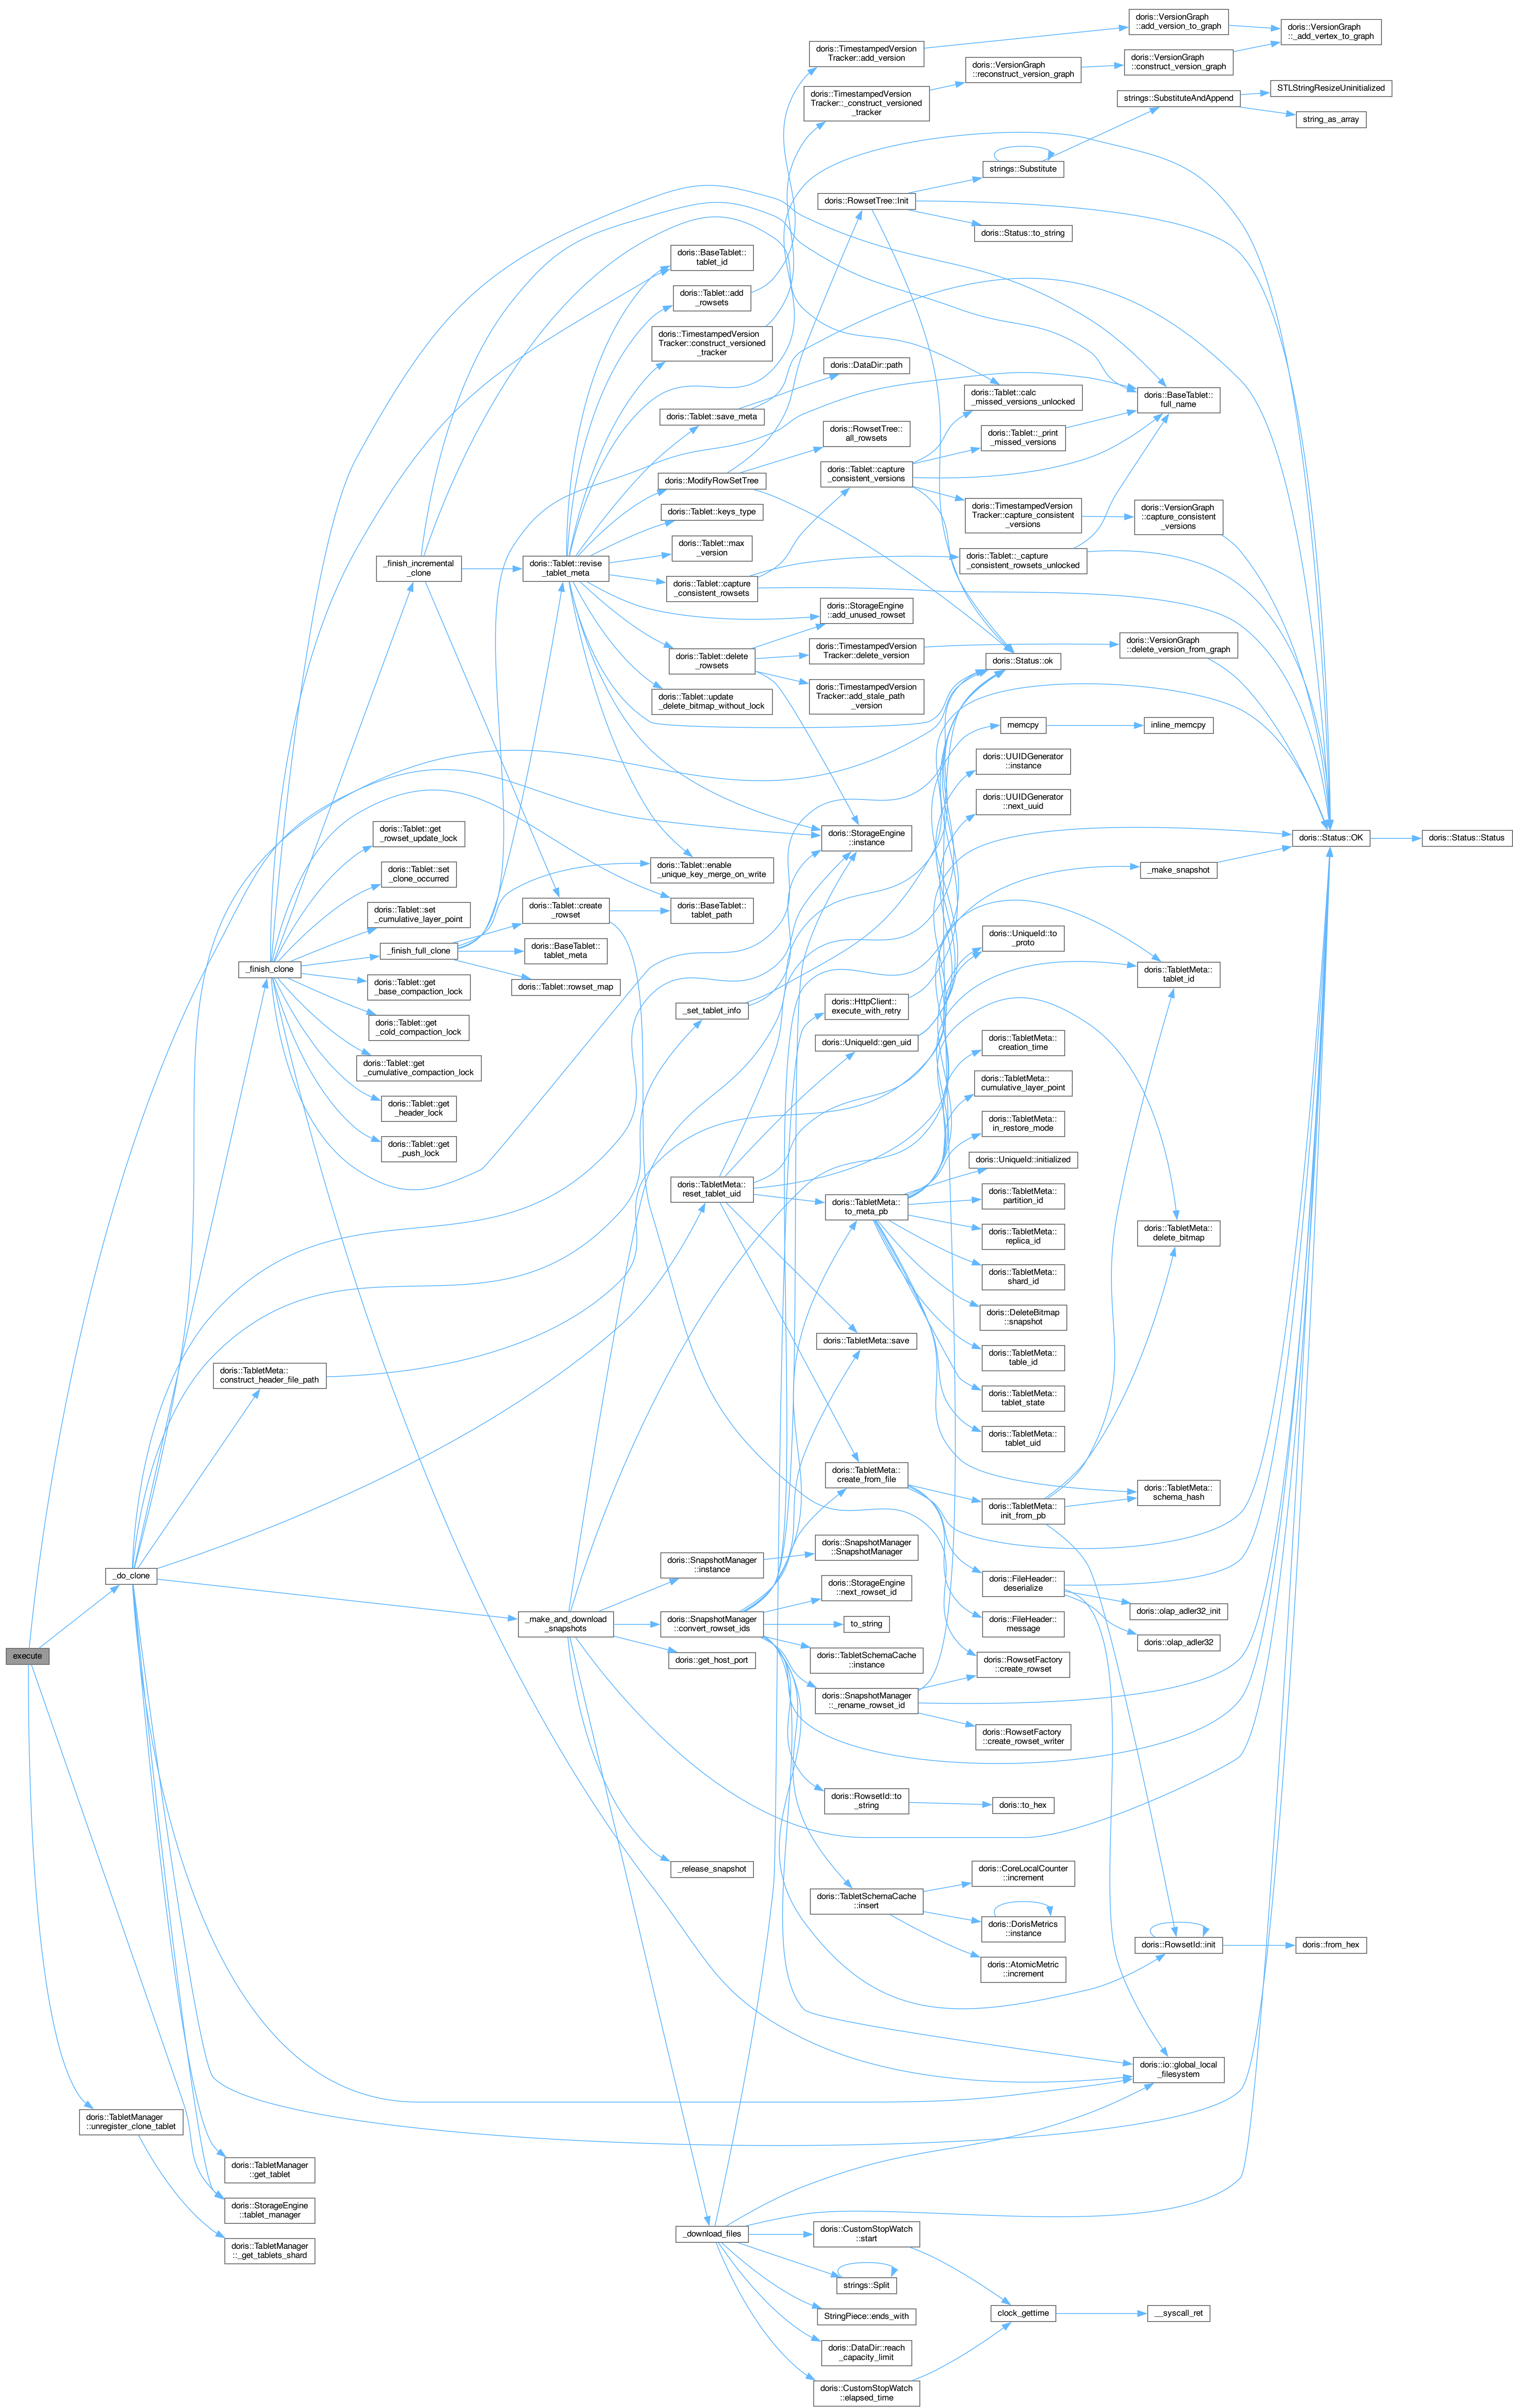 execute
_do_clone
doris::TabletManager
::unregister_clone_tablet
_finish_clone
doris::TabletMeta::
construct_header_file_path
doris::TabletManager
::get_tablet
doris::StorageEngine
::tablet_manager
doris::TabletManager
::_get_tablets_shard
_finish_incremental
_clone
doris::Tablet::get
_rowset_update_lock
doris::Tablet::set
_clone_occurred
doris::Tablet::set
_cumulative_layer_point
_finish_full_clone
doris::Tablet::get
_base_compaction_lock
doris::Tablet::get
_cold_compaction_lock
doris::Tablet::get
_cumulative_compaction_lock
doris::Tablet::get
_header_lock
doris::Tablet::get
_push_lock
doris::Tablet::revise
_tablet_meta
doris::Tablet::create
_rowset
doris::BaseTablet::
tablet_meta
doris::Tablet::rowset_map
_make_and_download
_snapshots
doris::BaseTablet::
tablet_id
doris::Tablet::add
_rowsets
doris::TimestampedVersion
Tracker::construct_versioned
_tracker
doris::Tablet::save_meta
doris::ModifyRowSetTree
doris::Tablet::keys_type
doris::Tablet::max
_version
doris::Tablet::capture
_consistent_rowsets
doris::Tablet::delete
_rowsets
doris::Tablet::update
_delete_bitmap_without_lock
doris::Tablet::enable
_unique_key_merge_on_write
doris::BaseTablet::
tablet_path
_set_tablet_info
doris::TabletMeta::
reset_tablet_uid
doris::SnapshotManager
::instance
doris::SnapshotManager
::convert_rowset_ids
doris::get_host_port
_release_snapshot
_download_files
doris::TimestampedVersion
Tracker::add_version
doris::TimestampedVersion
Tracker::_construct_versioned
_tracker
doris::RowsetTree::Init
doris::DataDir::path
doris::RowsetTree::
all_rowsets
doris::Tablet::capture
_consistent_versions
doris::StorageEngine
::add_unused_rowset
doris::TimestampedVersion
Tracker::delete_version
doris::TimestampedVersion
Tracker::add_stale_path
_version
doris::StorageEngine
::instance
doris::HttpClient::
execute_with_retry
doris::UniqueId::gen_uid
doris::TabletMeta::
to_meta_pb
doris::TabletMeta::save
doris::TabletMeta::
create_from_file
doris::SnapshotManager
::SnapshotManager
doris::StorageEngine
::next_rowset_id
to_string
doris::TabletSchemaCache
::instance
doris::SnapshotManager
::_rename_rowset_id
doris::RowsetId::to
_string
doris::TabletSchemaCache
::insert
doris::CustomStopWatch
::start
strings::Split
StringPiece::ends_with
doris::DataDir::reach
_capacity_limit
doris::CustomStopWatch
::elapsed_time
doris::VersionGraph
::reconstruct_version_graph
strings::Substitute
doris::Status::to_string
doris::Tablet::calc
_missed_versions_unlocked
doris::Tablet::_print
_missed_versions
doris::TimestampedVersion
Tracker::capture_consistent
_versions
doris::Tablet::_capture
_consistent_rowsets_unlocked
doris::Status::ok
memcpy
doris::UUIDGenerator
::instance
doris::UUIDGenerator
::next_uuid
doris::UniqueId::to
_proto
doris::TabletMeta::
creation_time
doris::TabletMeta::
cumulative_layer_point
doris::TabletMeta::
in_restore_mode
doris::UniqueId::initialized
doris::TabletMeta::
partition_id
doris::TabletMeta::
replica_id
doris::TabletMeta::
shard_id
doris::DeleteBitmap
::snapshot
doris::TabletMeta::
table_id
doris::TabletMeta::
tablet_state
doris::TabletMeta::
tablet_uid
doris::TabletMeta::
init_from_pb
doris::FileHeader::
deserialize
doris::FileHeader::
message
doris::RowsetFactory
::create_rowset
doris::RowsetFactory
::create_rowset_writer
doris::to_hex
doris::CoreLocalCounter
::increment
doris::DorisMetrics
::instance
doris::AtomicMetric
::increment
clock_gettime
doris::VersionGraph
::add_version_to_graph
doris::VersionGraph
::construct_version_graph
strings::SubstituteAndAppend
doris::BaseTablet::
full_name
doris::VersionGraph
::capture_consistent
_versions
doris::VersionGraph
::delete_version_from_graph
inline_memcpy
_make_snapshot
doris::TabletMeta::
tablet_id
doris::TabletMeta::
delete_bitmap
doris::TabletMeta::
schema_hash
doris::olap_adler32_init
doris::olap_adler32
doris::RowsetId::init
doris::io::global_local
_filesystem
__syscall_ret
doris::VersionGraph
::_add_vertex_to_graph
STLStringResizeUninitialized
string_as_array
doris::Status::OK
doris::from_hex
doris::Status::Status